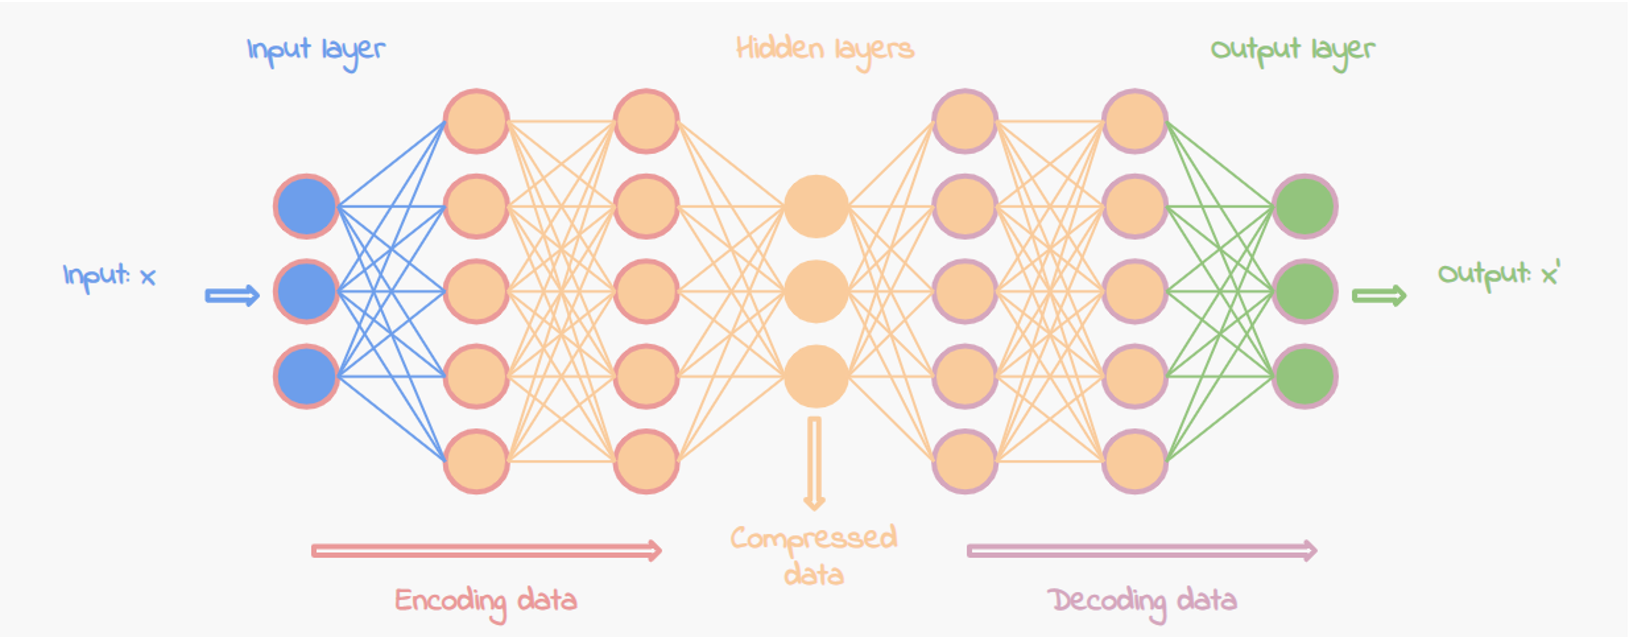 Input layer
Hidden layers
Output layer
Input: x
Output: x'
Compressed
data
Encoding data
Decoding data